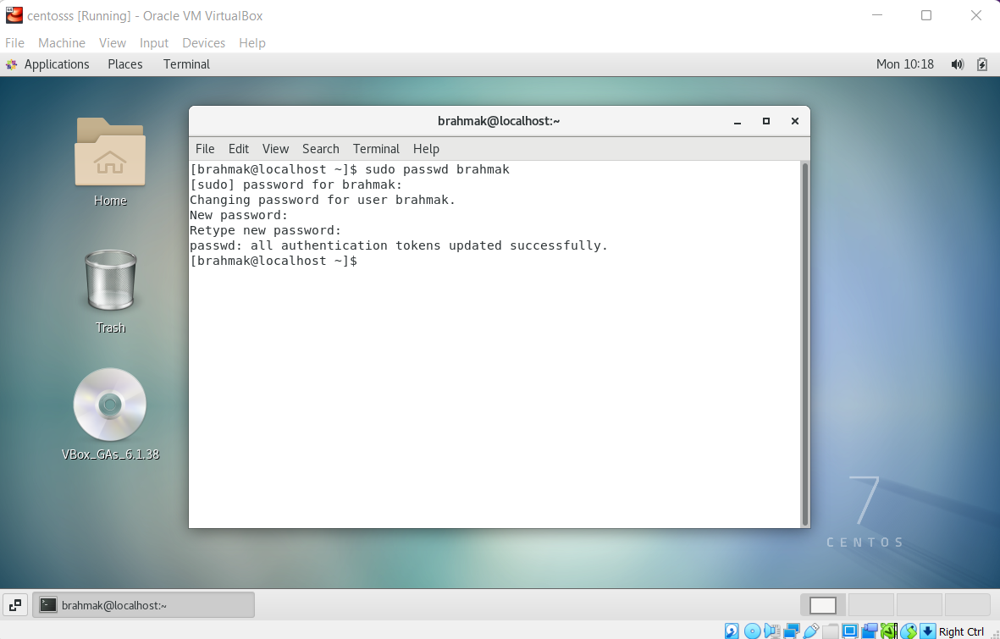 centosss [Running] - Oracle VM VirtualBox
File Machine View Input Devices Help
Applications Places Terminal Mon 10:18
brahmak@localhost:~
File Edit View Search Terminal Help
[brahmak@localhost ~]$ sudo passwd brahmak
[sudo] password for brahmak:
Changing password for user brahmak.
New password:
Retype new password:
passwd: all authentication tokens updated successfully.
[brahmak@localhost ~]$
Home
Trash
VBox_GAs_6.1.38
7
CENTOS
brahmak@localhost:~
Right Ctrl